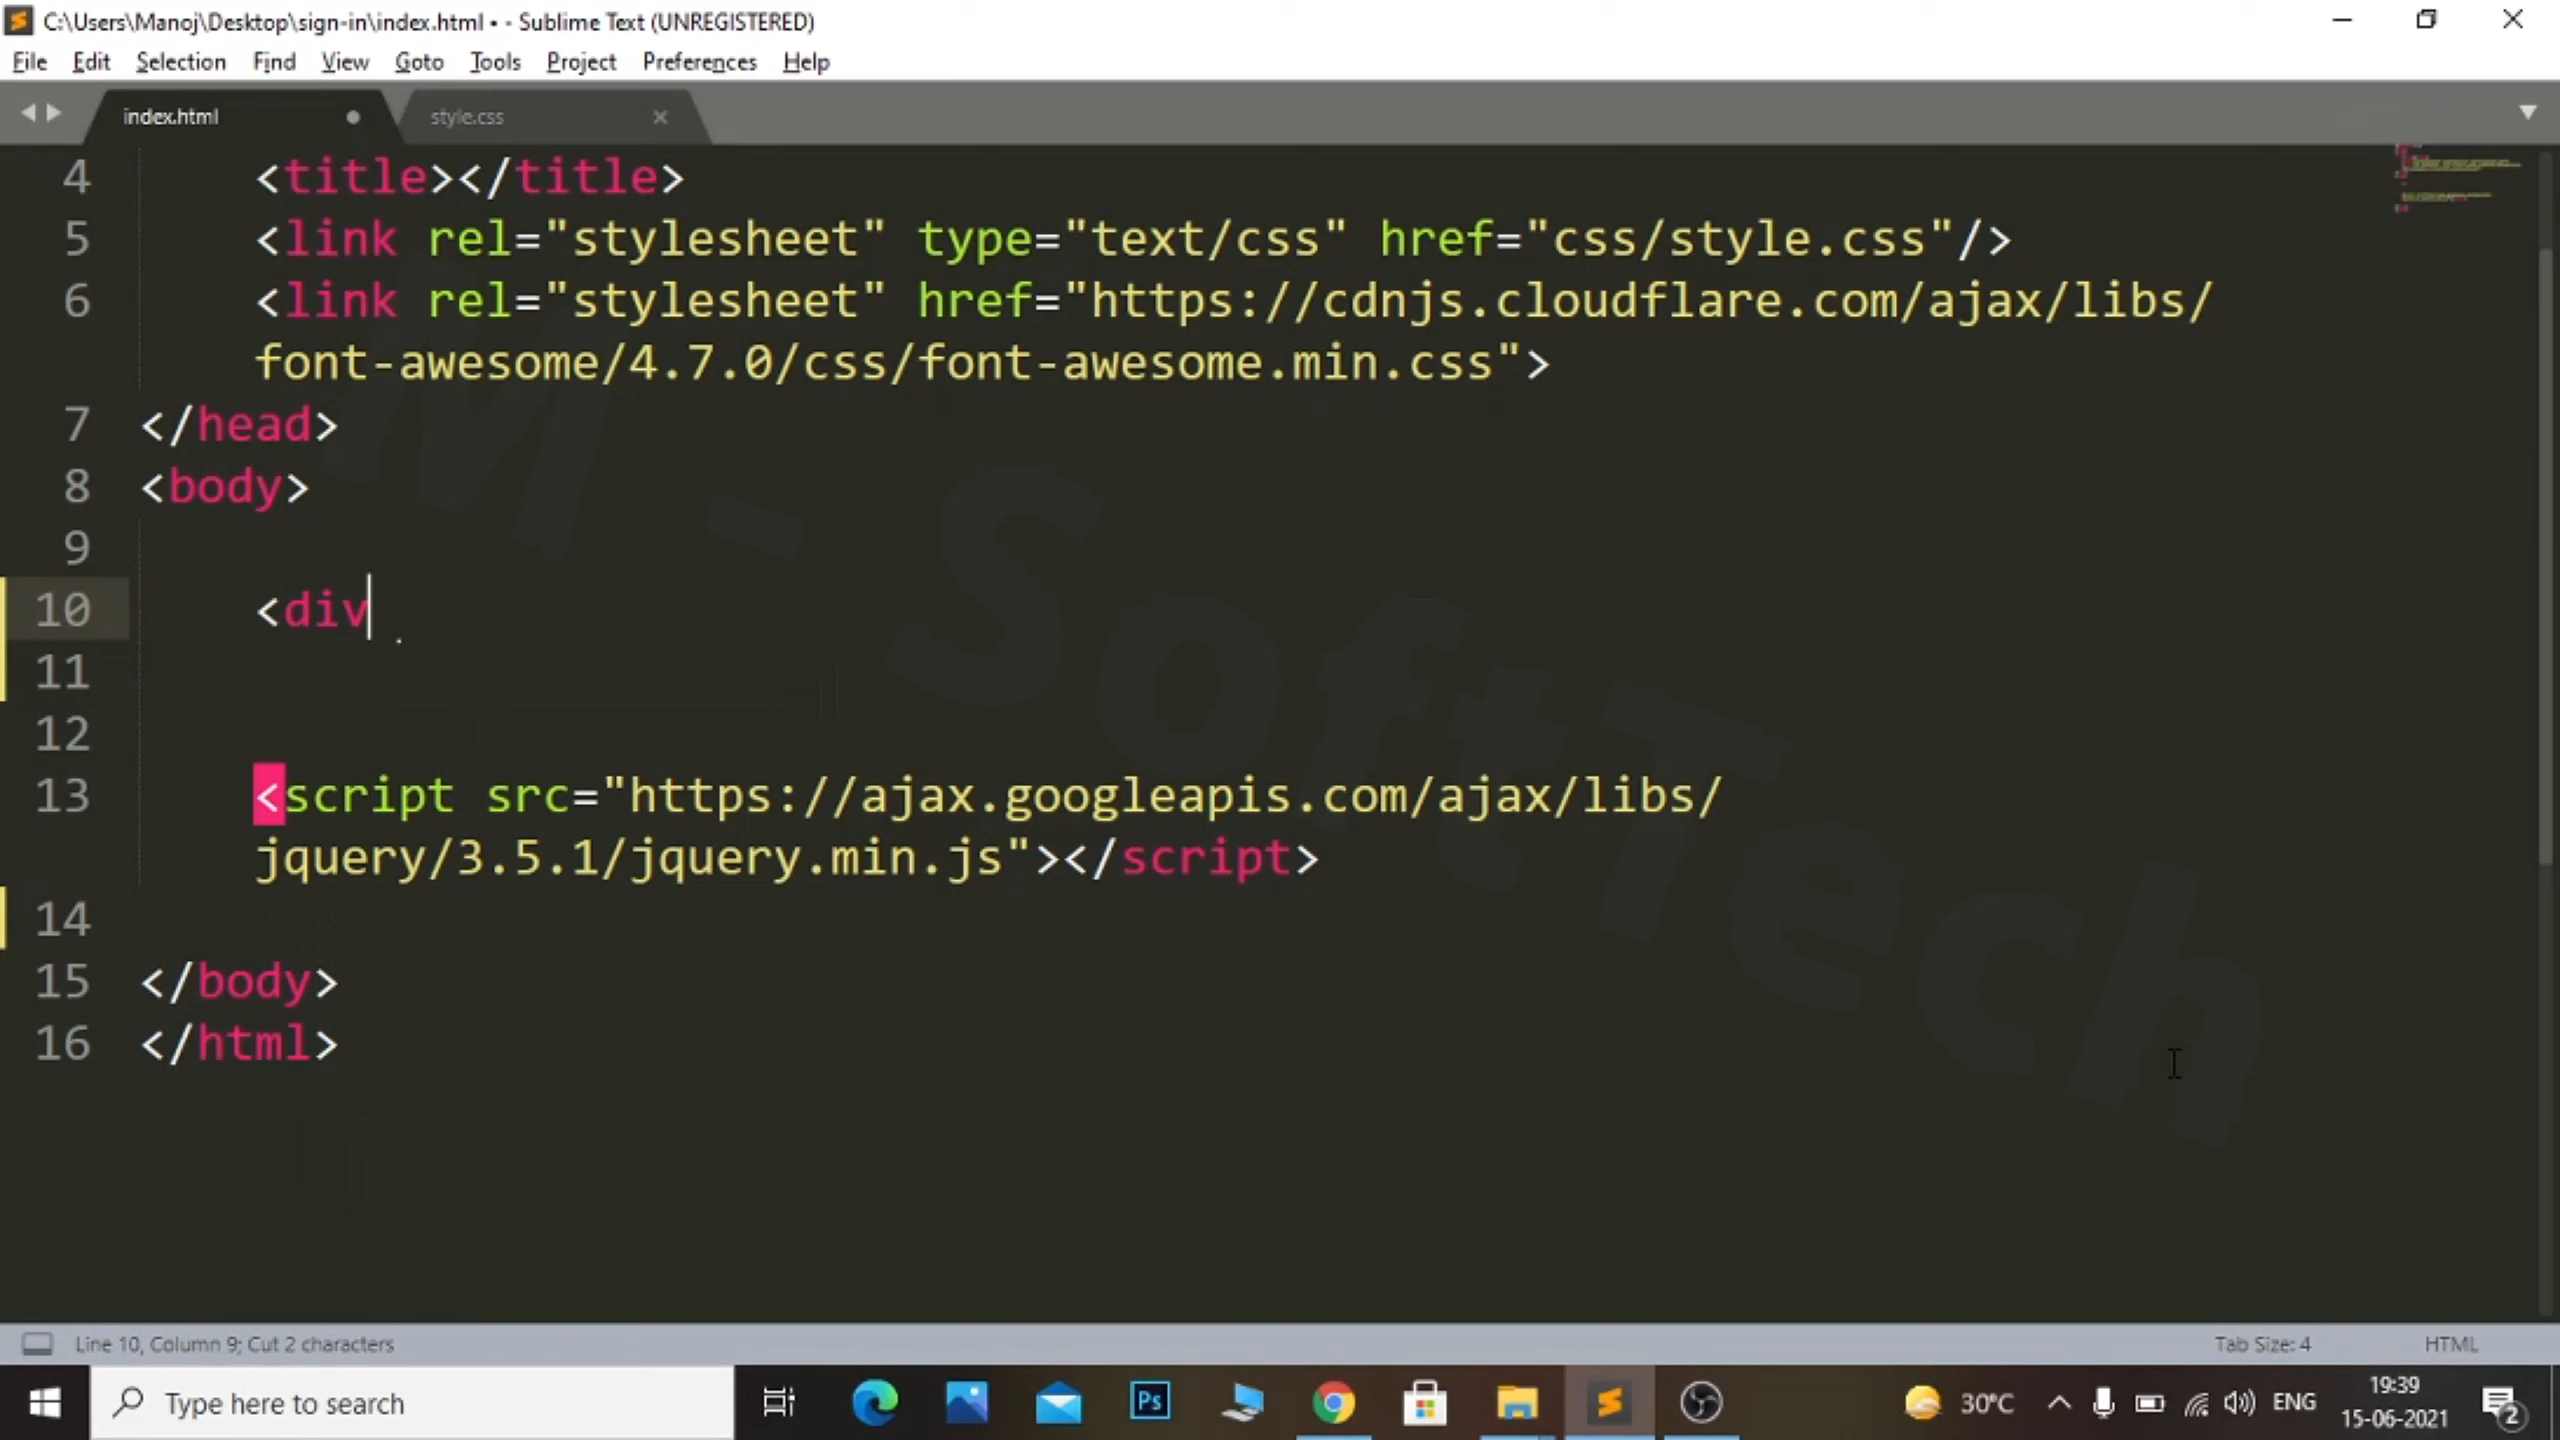 C:\Users\Manoj\Desktop\sign-in\index.html • - Sublime Text (UNREGISTERED)
File Edit Selection Find View Goto Tools Project Preferences Help
index.html style.css
4 <title></title>
5 <link rel="stylesheet" type="text/css" href="css/style.css"/>
6 <link rel="stylesheet" href="https://cdnjs.cloudflare.com/ajax/libs/
font-awesome/4.7.0/css/font-awesome.min.css">
7 </head>
8 <body>
9
10 <div
11
12
13 <script src="https://ajax.googleapis.com/ajax/libs/
jquery/3.5.1/jquery.min.js"></script>
14
15 </body>
16 </html>
M - SoftTech
Line 10, Column 9; Cut 2 characters Tab Size: 4 HTML
Type here to search Ps 30°C ENG 19:39
15-06-2021 2